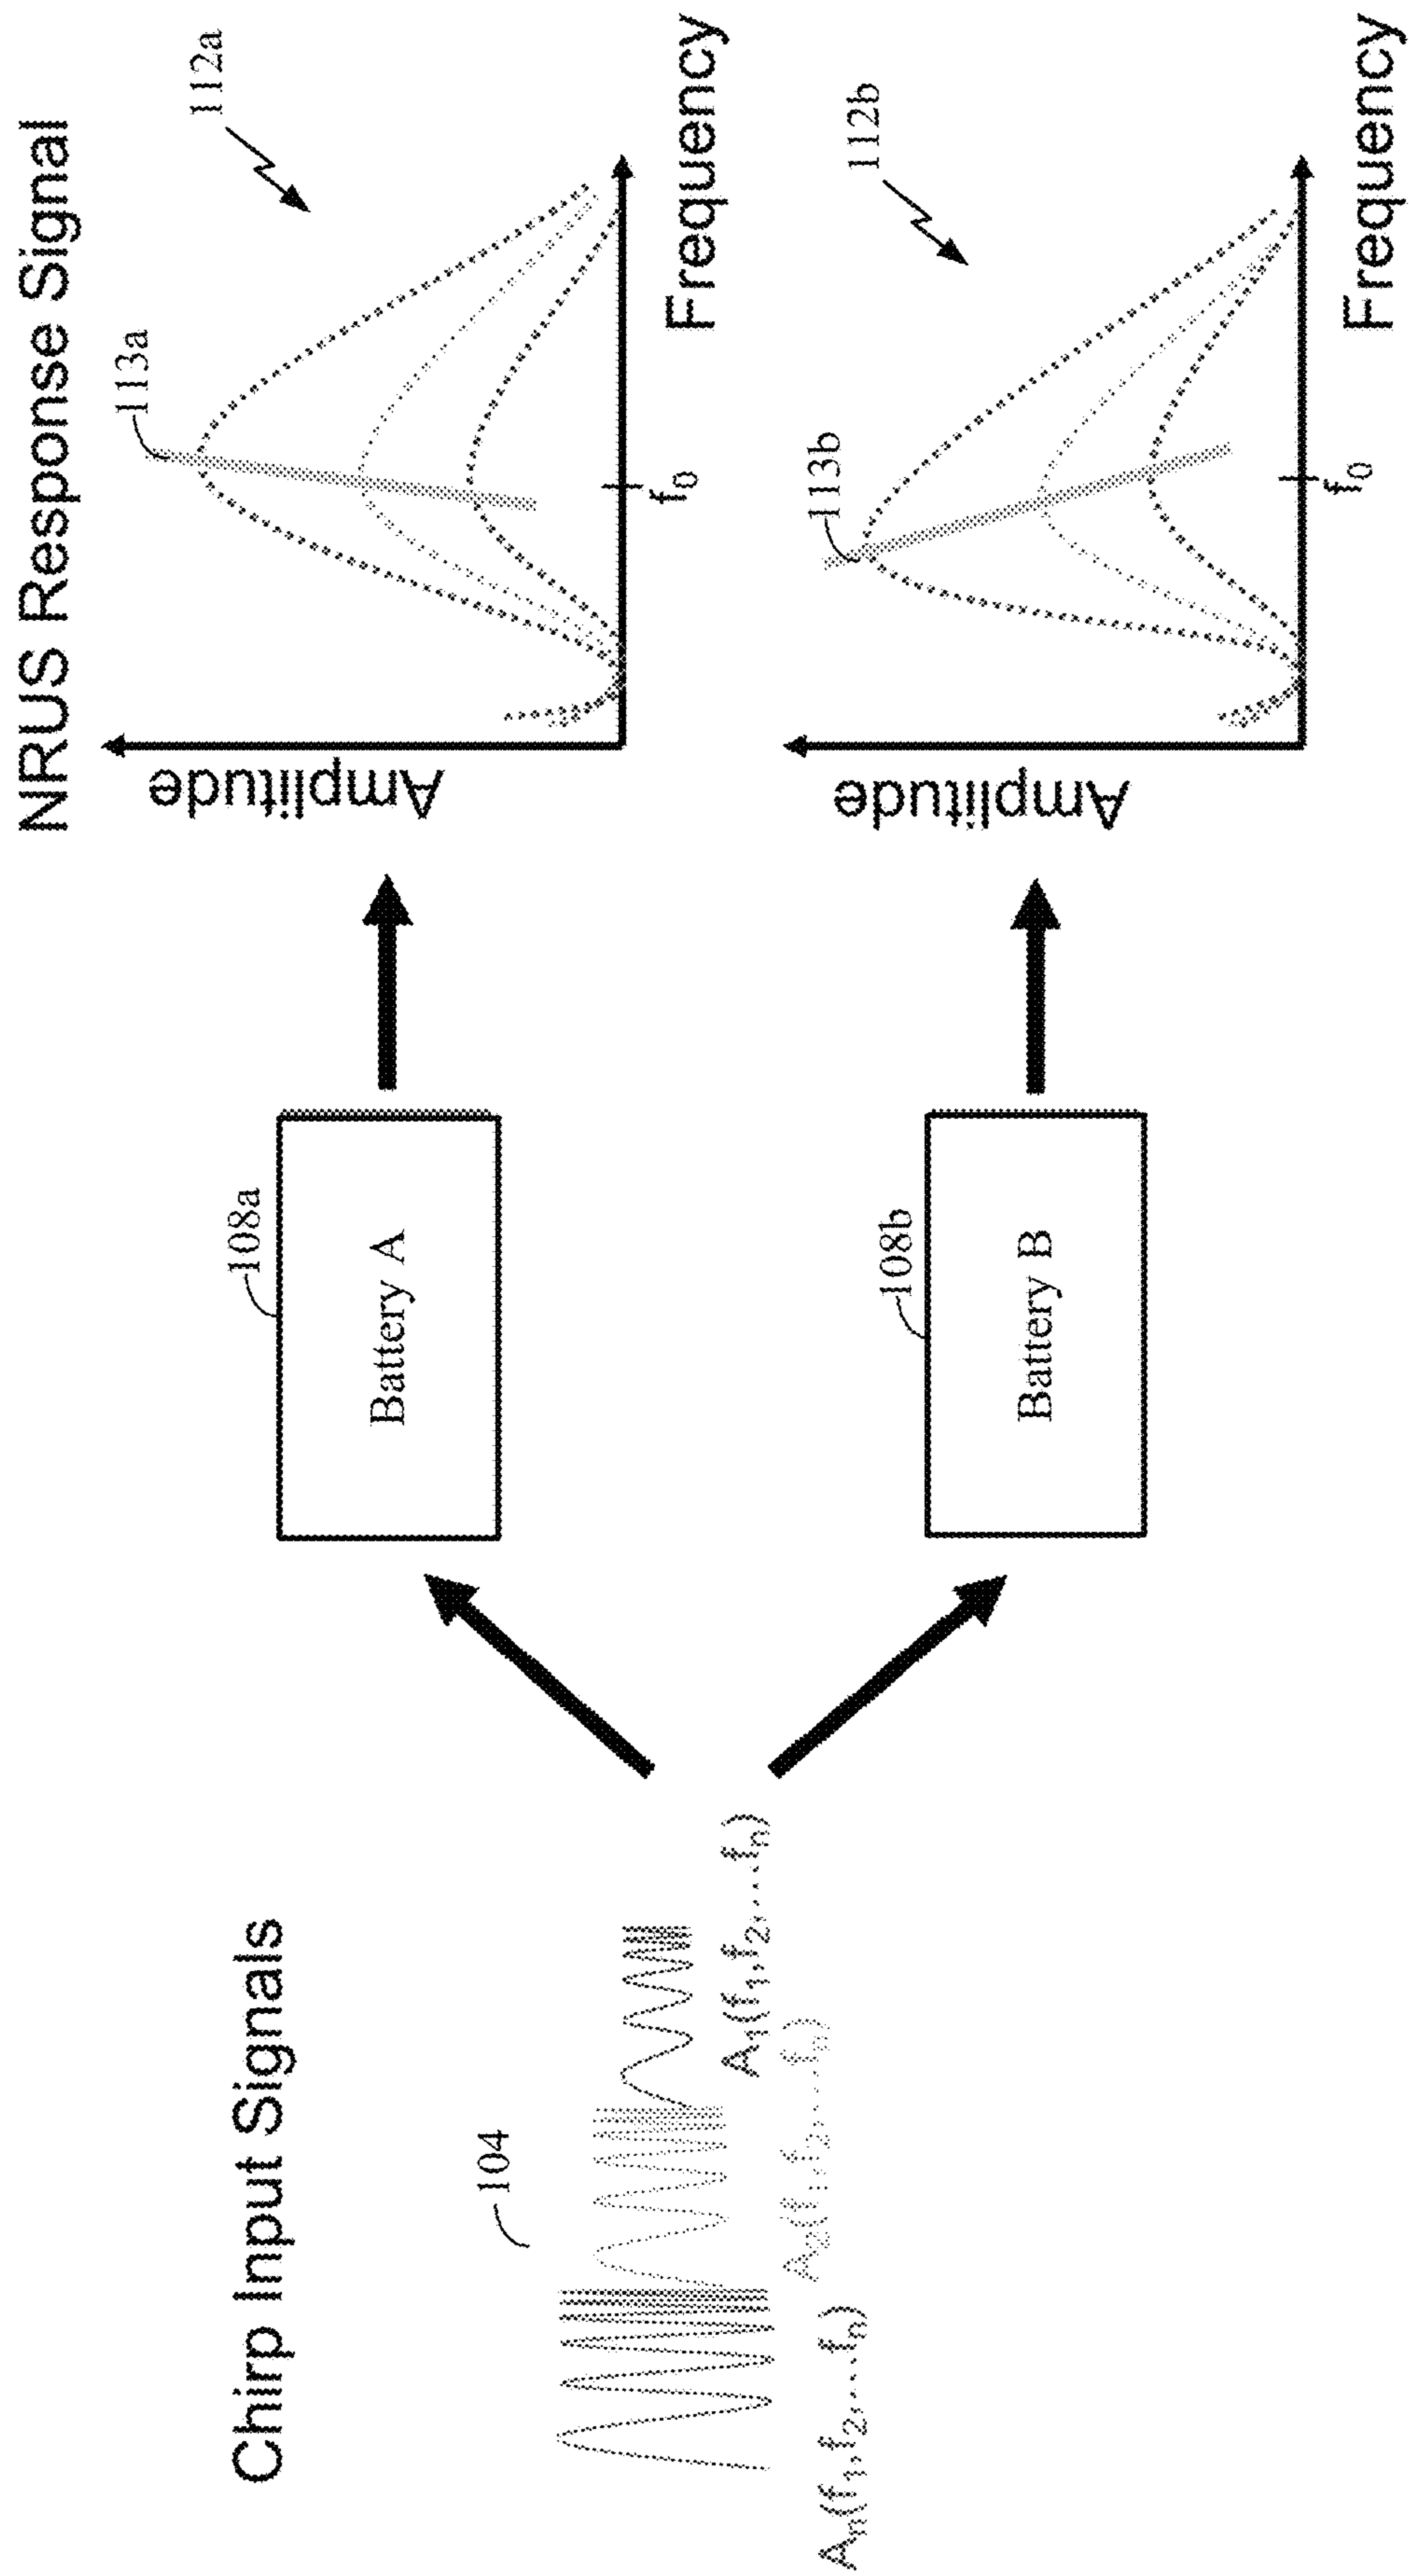 Chirp Input Signals
104
Aₙ(f₁,f₂,....fₙ)
A₂(f₁,f₂,....fₙ)
A₁(f₁,f₂,....fₙ)
108a
Battery A
108b
Battery B
NRUS Response Signal
112a
113a
Amplitude
f₀
Frequency
112b
113b
Amplitude
f₀
Frequency